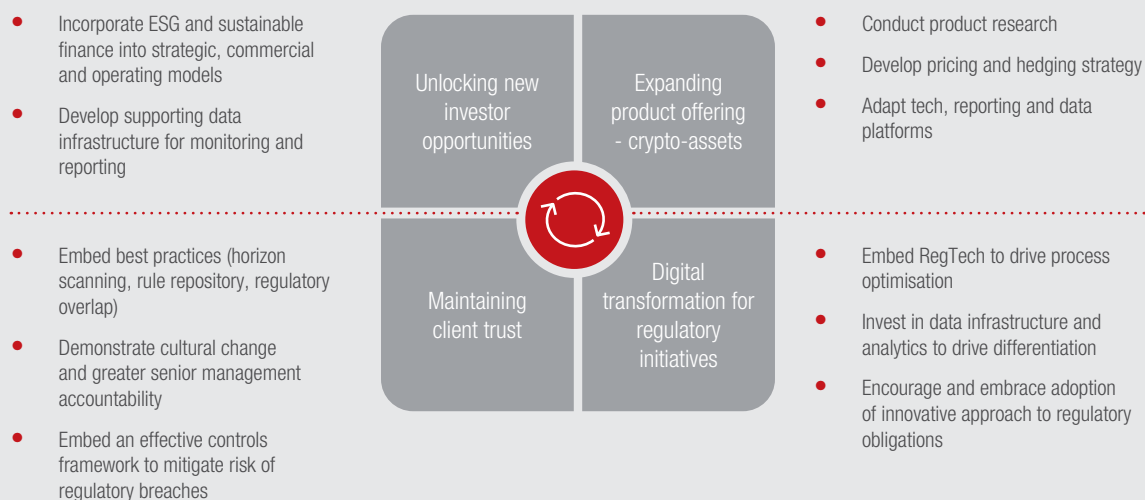 Incorporate ESG and sustainable
finance into strategic, commercial
and operating models
Develop supporting data
infrastructure for monitoring and
reporting
Unlocking new
investor
opportunities
Expanding
product offering
- crypto-assets
Conduct product research
Develop pricing and hedging strategy
Adapt tech, reporting and data
platforms
Embed best practices (horizon
scanning, rule repository, regulatory
overlap)
Demonstrate cultural change
and greater senior management
accountability
Embed an effective controls
framework to mitigate risk of
regulatory breaches
Maintaining
client trust
Digital
transformation for
regulatory
initiatives
Embed RegTech to drive process
optimisation
Invest in data infrastructure and
analytics to drive differentiation
Encourage and embrace adoption
of innovative approach to regulatory
obligations